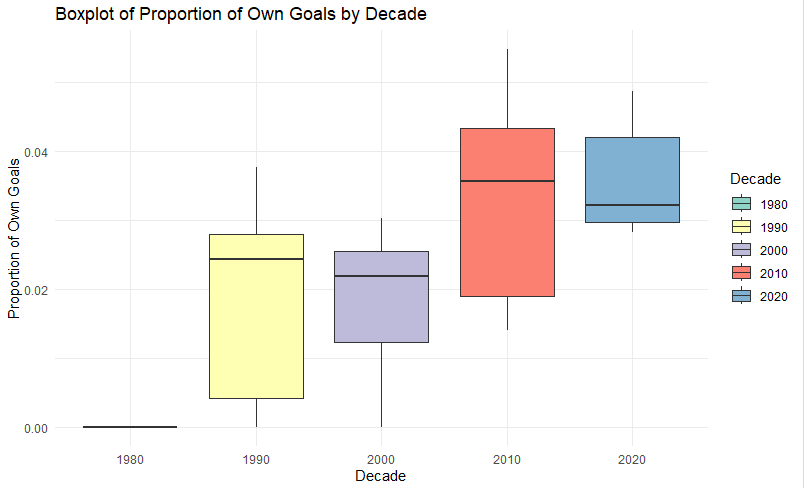 Boxplot of Proportion of Own Goals by Decade
Proportion of Own Goals
0.04
0.02
0.00
1980 1990 2000 2010 2020
Decade
Decade
1980
1990
2000
2010
2020